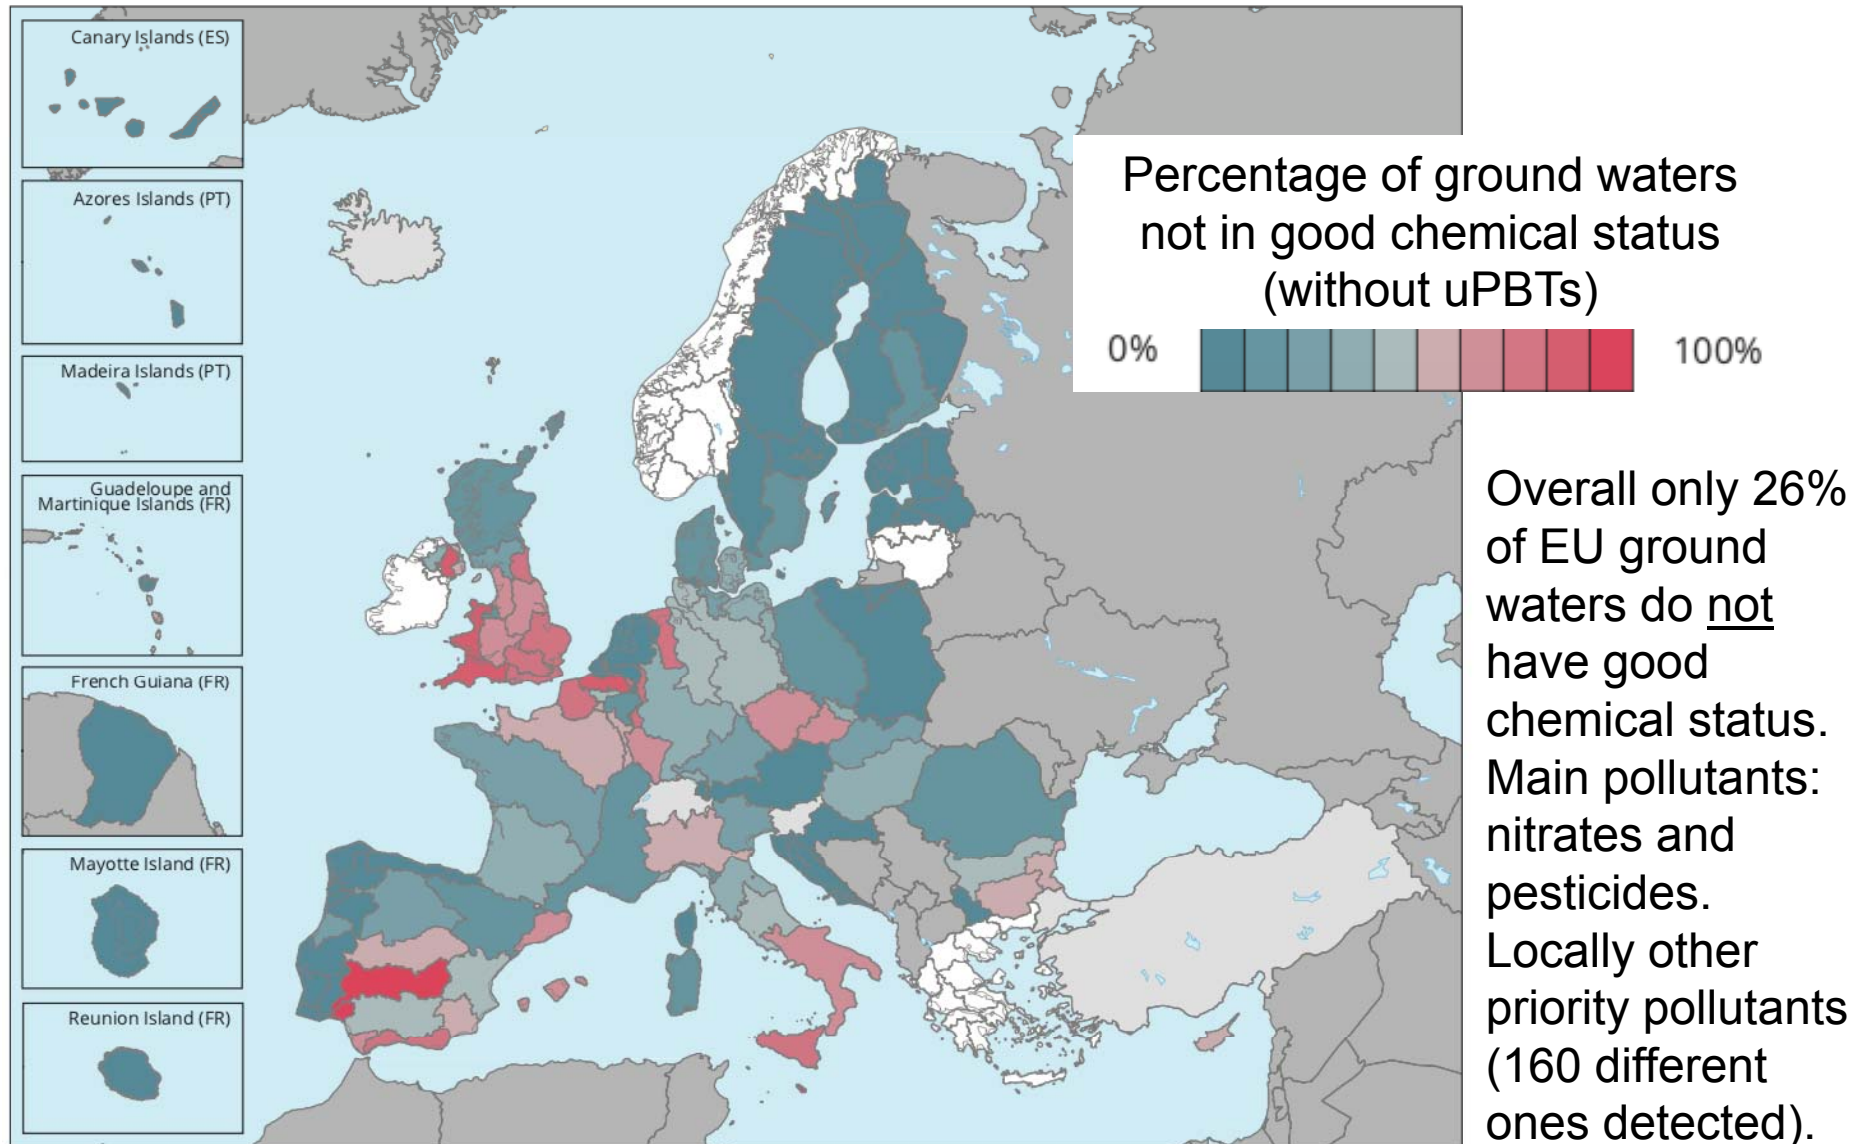 Canary Islands (ES)
Azores Islands (PT)
Madeira Islands (PT)
Guadeloupe and
Martinique Islands (FR)
French Guiana (FR)
Mayotte Island (FR)
Reunion Island (FR)
Percentage of ground waters
not in good chemical status
(without uPBTs)
0%
100%
Overall only 26%
of EU ground
waters do not
have good
chemical status.
Main pollutants:
nitrates and
pesticides.
Locally other
priority pollutants
(160 different
ones detected).